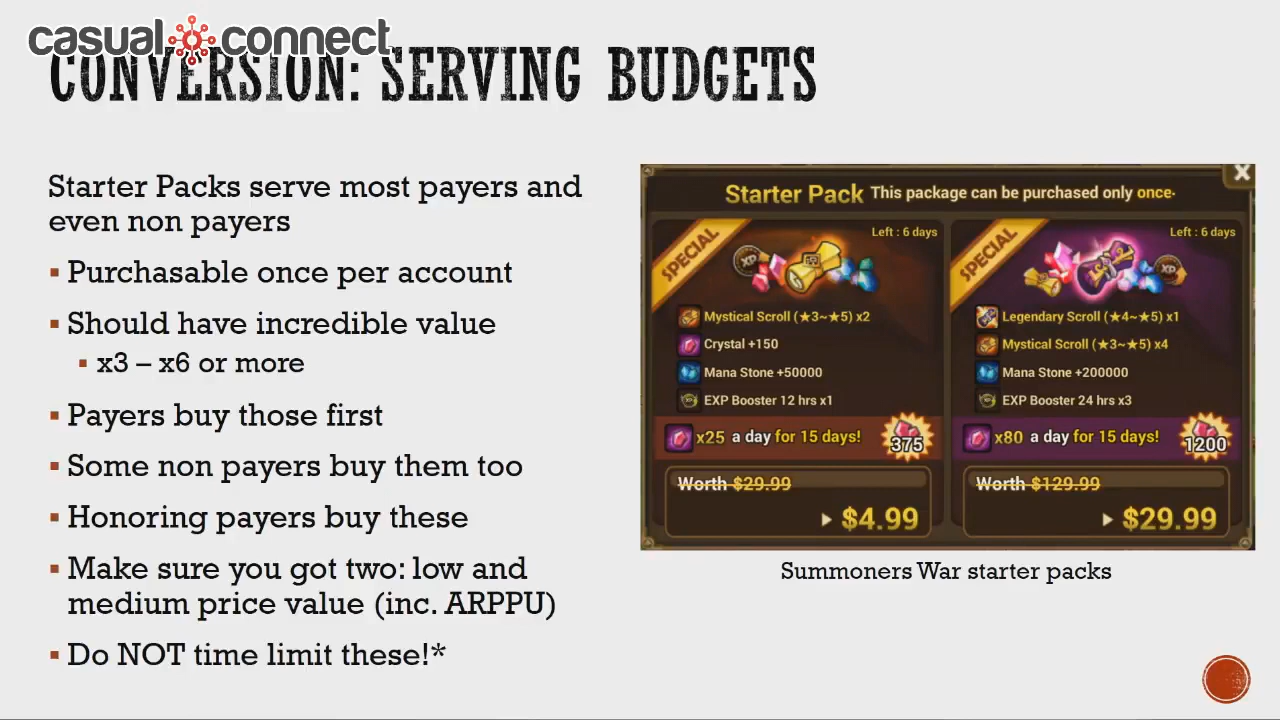 casual connect
CONVERSION: SERVING BUDGETS
Starter Packs serve most payers and
even non payers
▪ Purchasable once per account
▪ Should have incredible value
▪ x3 – x6 or more
▪ Payers buy those first
▪ Some non payers buy them too
▪ Honoring payers buy these
▪ Make sure you got two: low and
medium price value (inc. ARPPU)
▪ Do NOT time limit these!*
Starter Pack This package can be purchased only once.
SPECIAL
Left : 6 days
XP
Mystical Scroll (★3~★5) x2
Crystal +150
Mana Stone +50000
EXP Booster 12 hrs x1
x25 a day for 15 days!
375
Worth $29.99
$4.99
SPECIAL
Left : 6 days
XP
Legendary Scroll (★4~★5) x1
Mystical Scroll (★3~★5) x4
Mana Stone +200000
EXP Booster 24 hrs x3
x80 a day for 15 days!
1200
Worth $129.99
$29.99
Summoners War starter packs